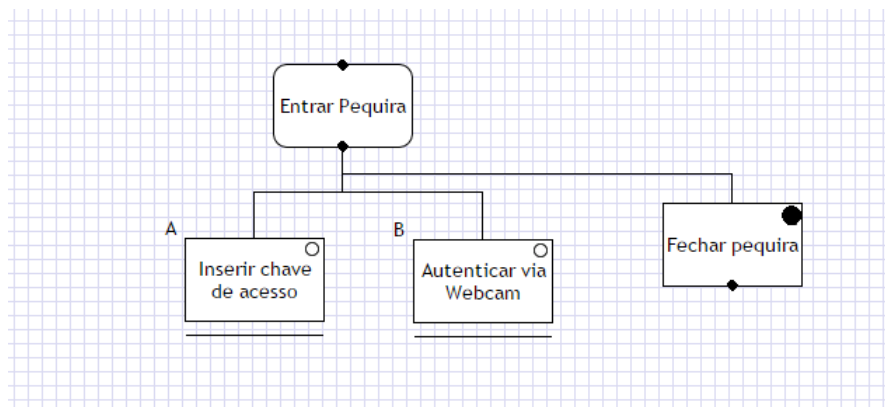 Entrar Pequira
A
Inserir chave
de acesso
B
Autenticar via
Webcam
Fechar pequira